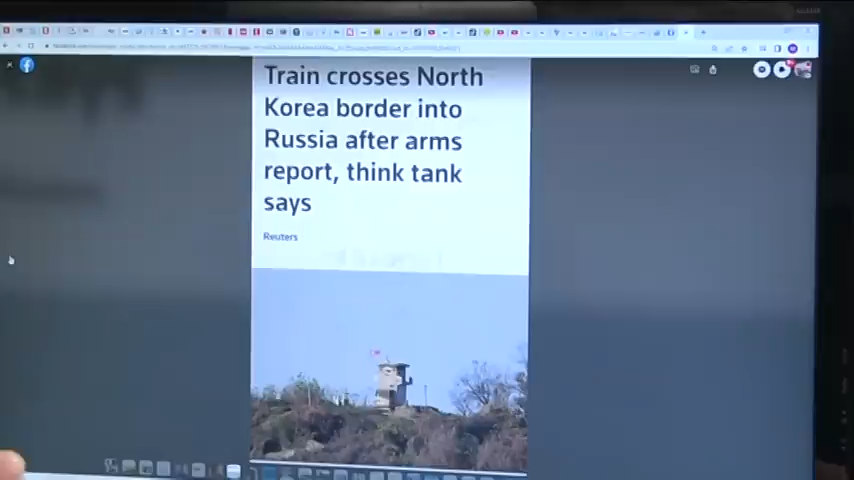 Train crosses North
Korea border into
Russia after arms
report, think tank
says
Reuters